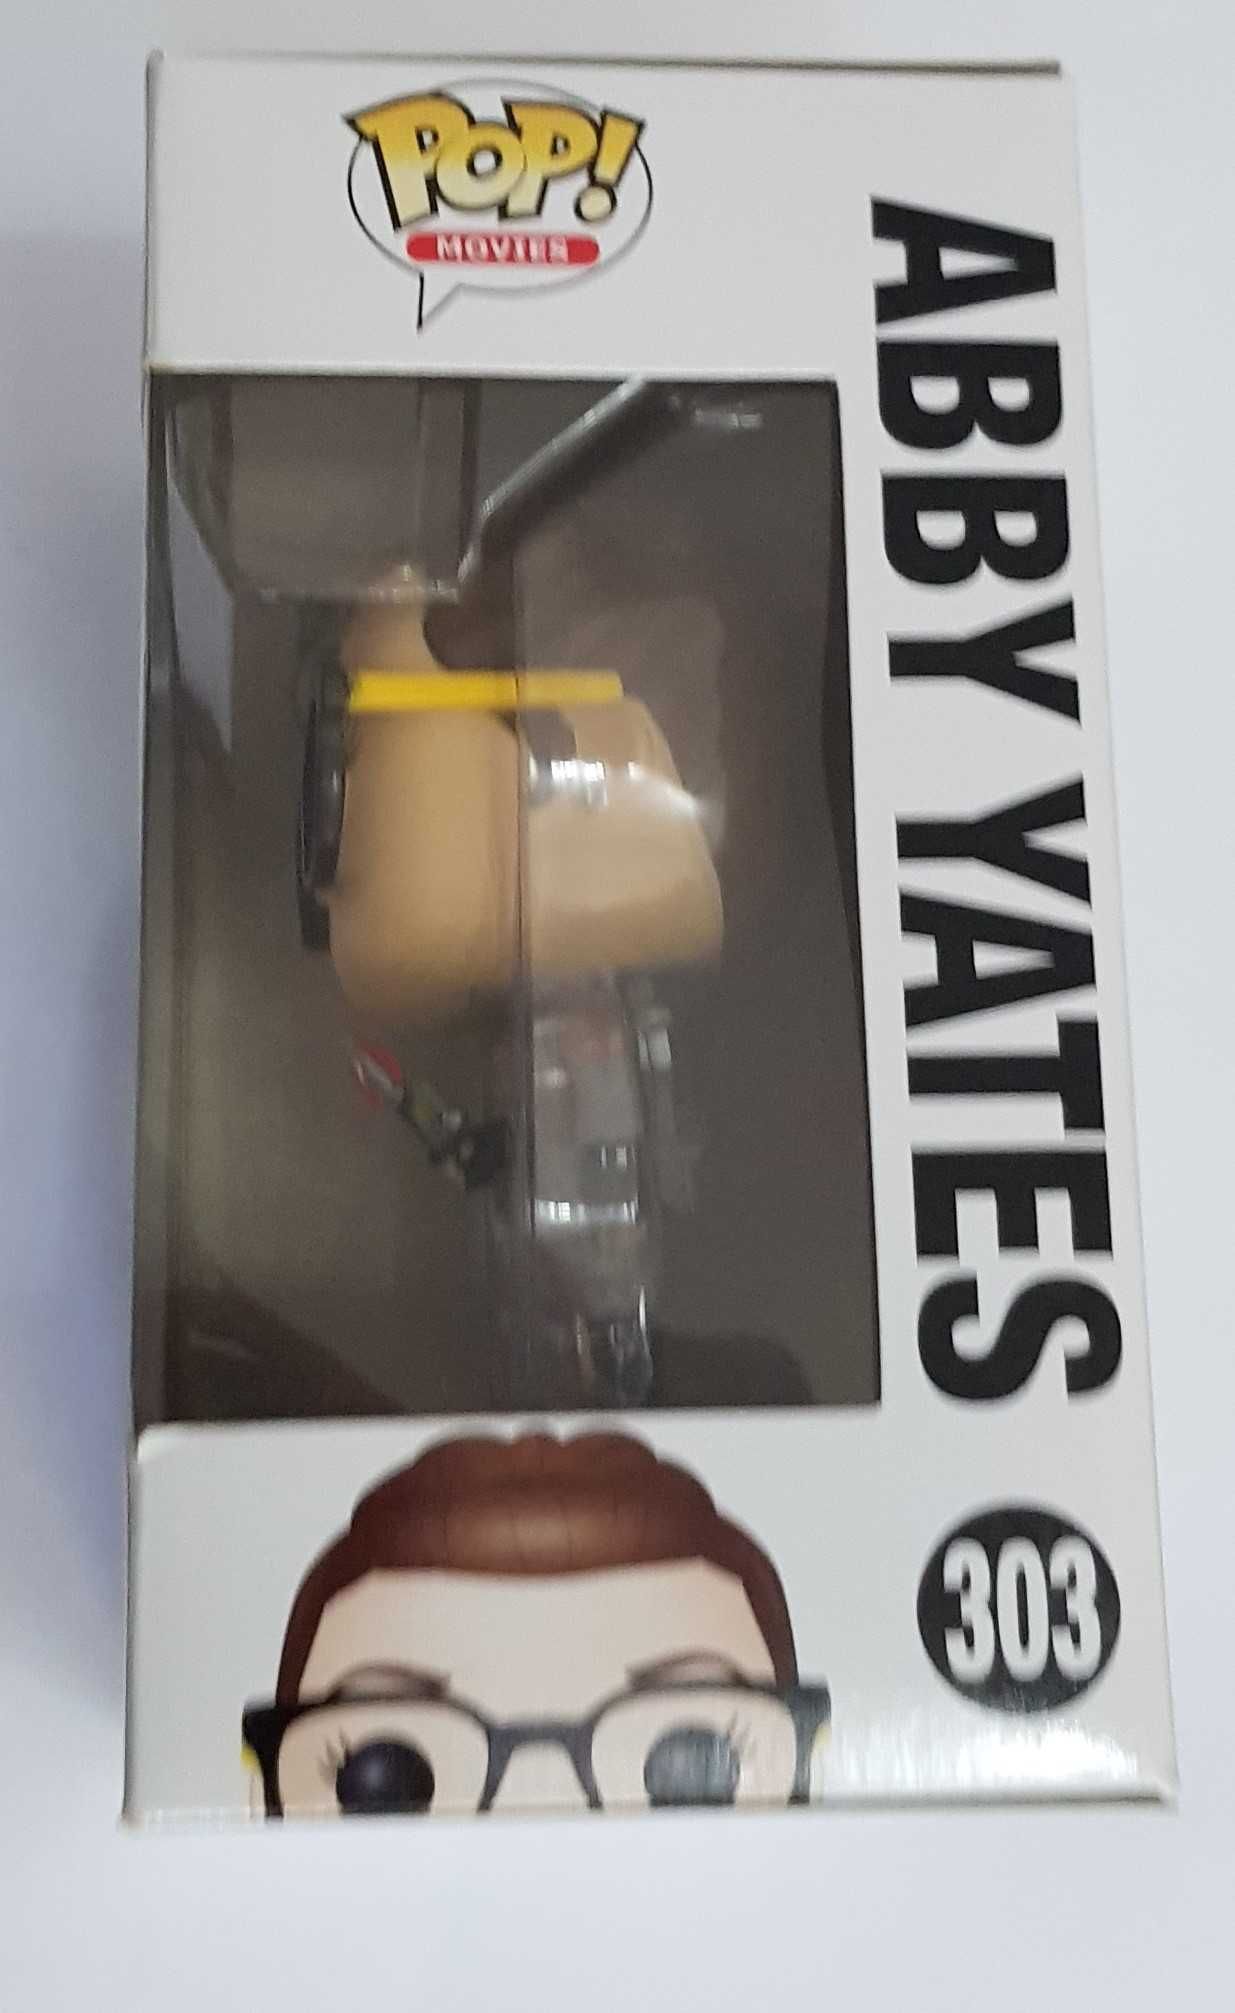 POP!
MOVIES
ABBY YATES
303